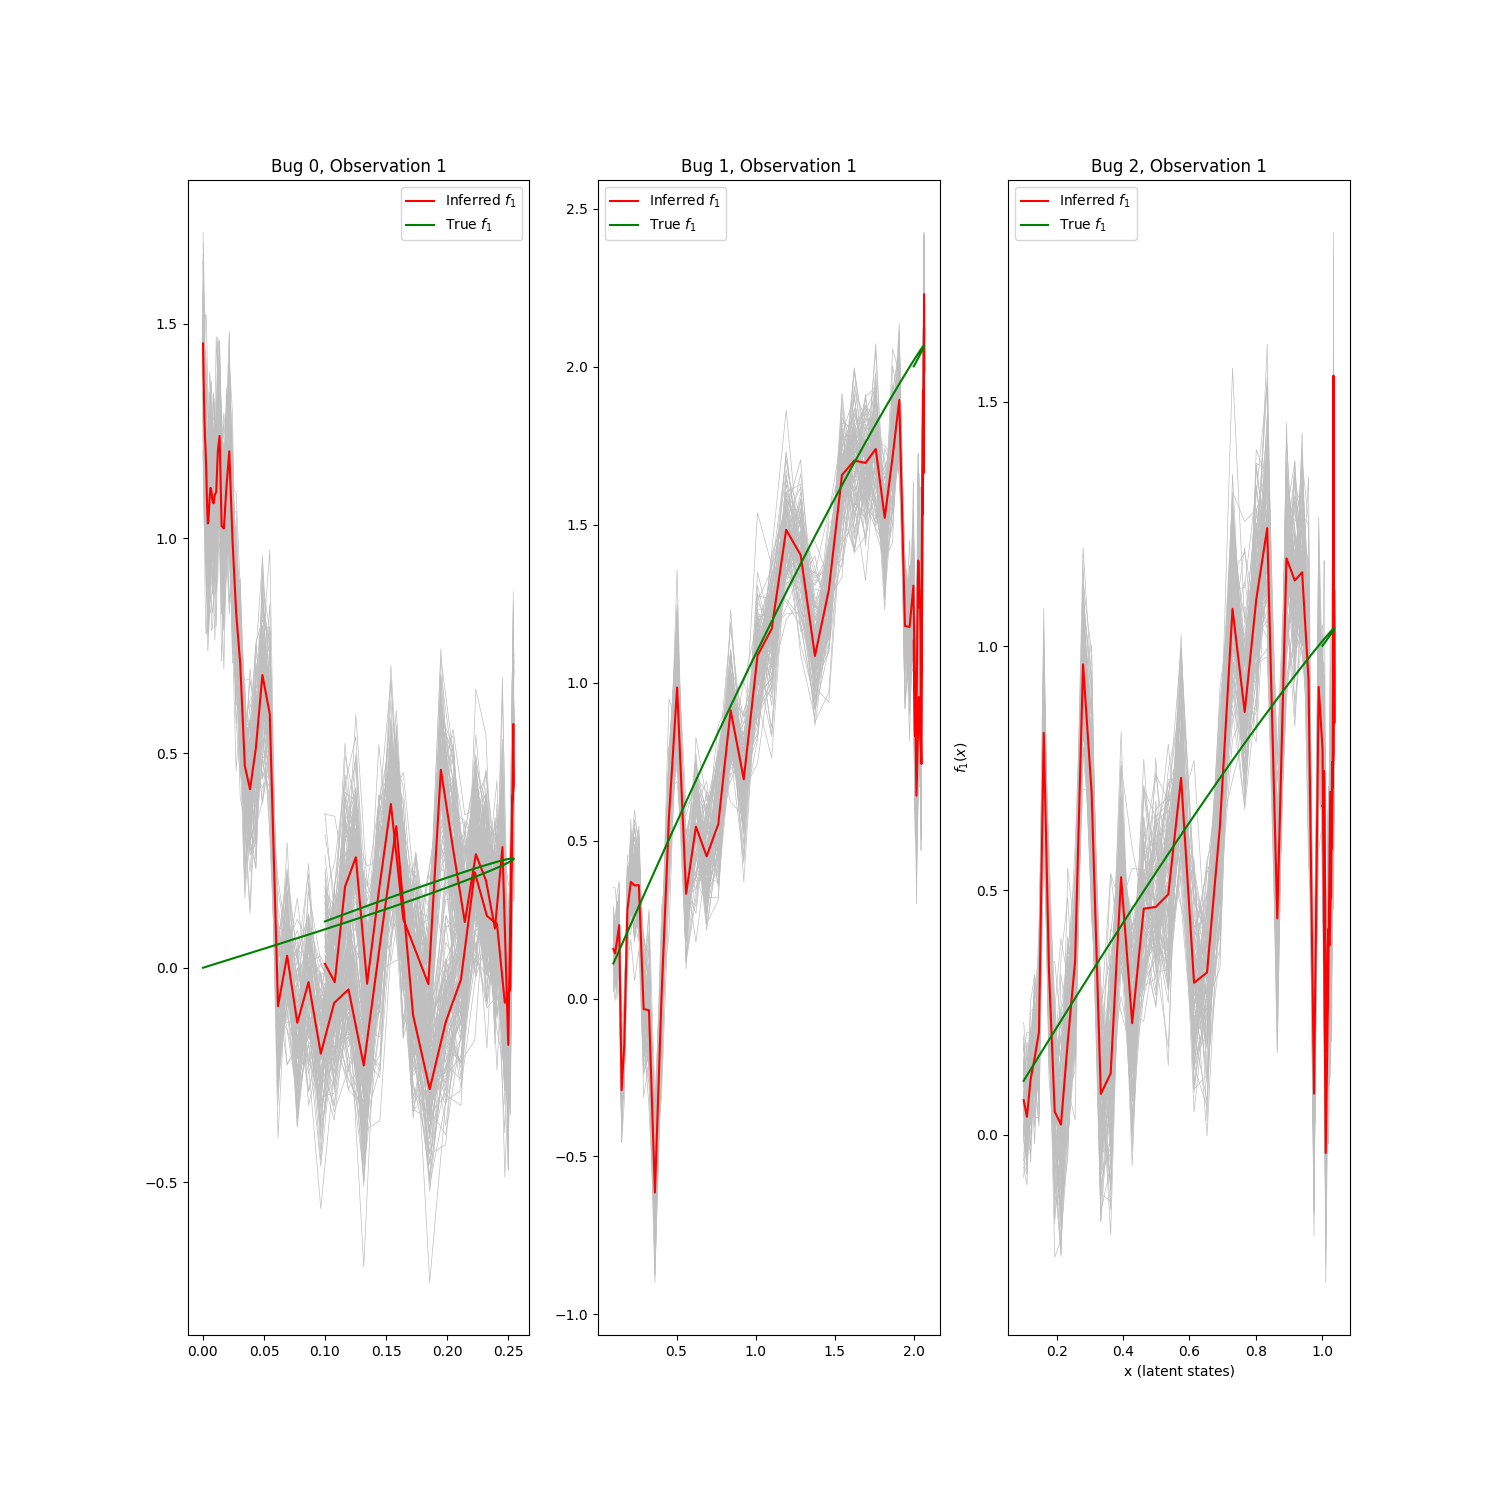 Bug 0, Observation 1
Inferred f₁
True f₁
1.5
1.0
0.5
0.0
−0.5
0.00 0.05 0.10 0.15 0.20 0.25
Bug 1, Observation 1
Inferred f₁
True f₁
2.5
2.0
1.5
1.0
0.5
0.0
−0.5
−1.0
0.5 1.0 1.5 2.0
Bug 2, Observation 1
Inferred f₁
True f₁
f₁(x)
1.5
1.0
0.5
0.0
0.2 0.4 0.6 0.8 1.0
x (latent states)